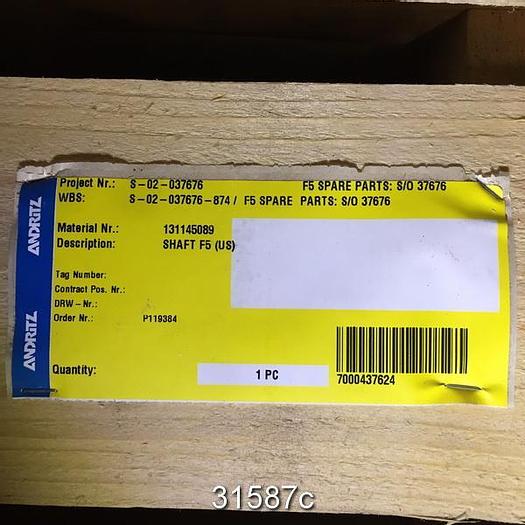 Project Nr.: S-02-037676 F5 SPARE PARTS: S/O 37676
WBS: S-02-037676-874 / F5 SPARE PARTS: S/O 37676
Material Nr.: 131145089
Description: SHAFT F5 (US)
Tag Number:
Contract Pos. Nr.:
DRW-Nr.:
Order Nr.: P119384
Quantity: 1 PC
7000437624
ANDRITZ
ANDRITZ
31587c